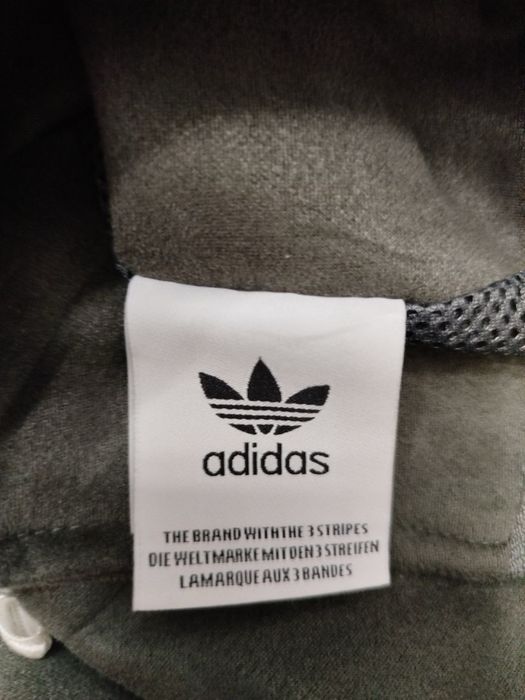 adidas
THE BRAND WITH THE 3 STRIPES
DIE WELTMARKE MIT DEN 3 STREIFEN
LA MARQUE AUX 3 BANDES